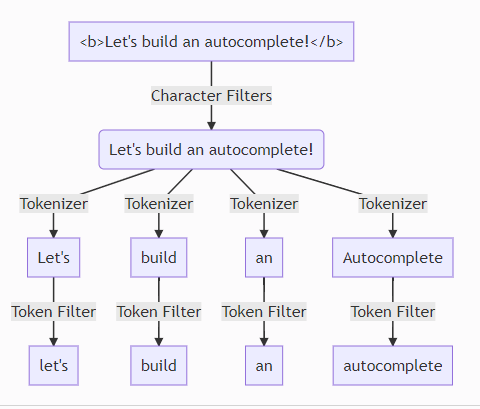 <b>Let's build an autocomplete!</b>
Character Filters
Let's build an autocomplete!
Tokenizer Tokenizer Tokenizer Tokenizer
Let's build an Autocomplete
Token Filter Token Filter Token Filter Token Filter
let's build an autocomplete